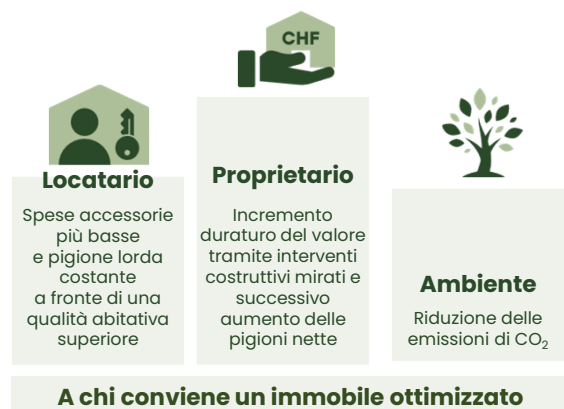 CHF
Locatario
Spese accessorie
più basse
e pigione lorda
costante
a fronte di una
qualità abitativa
superiore
Proprietario
Incremento
duraturo del valore
tramite interventi
costruttivi mirati e
successivo
aumento delle
pigioni nette
Ambiente
Riduzione delle
emissioni di CO₂
A chi conviene un immobile ottimizzato